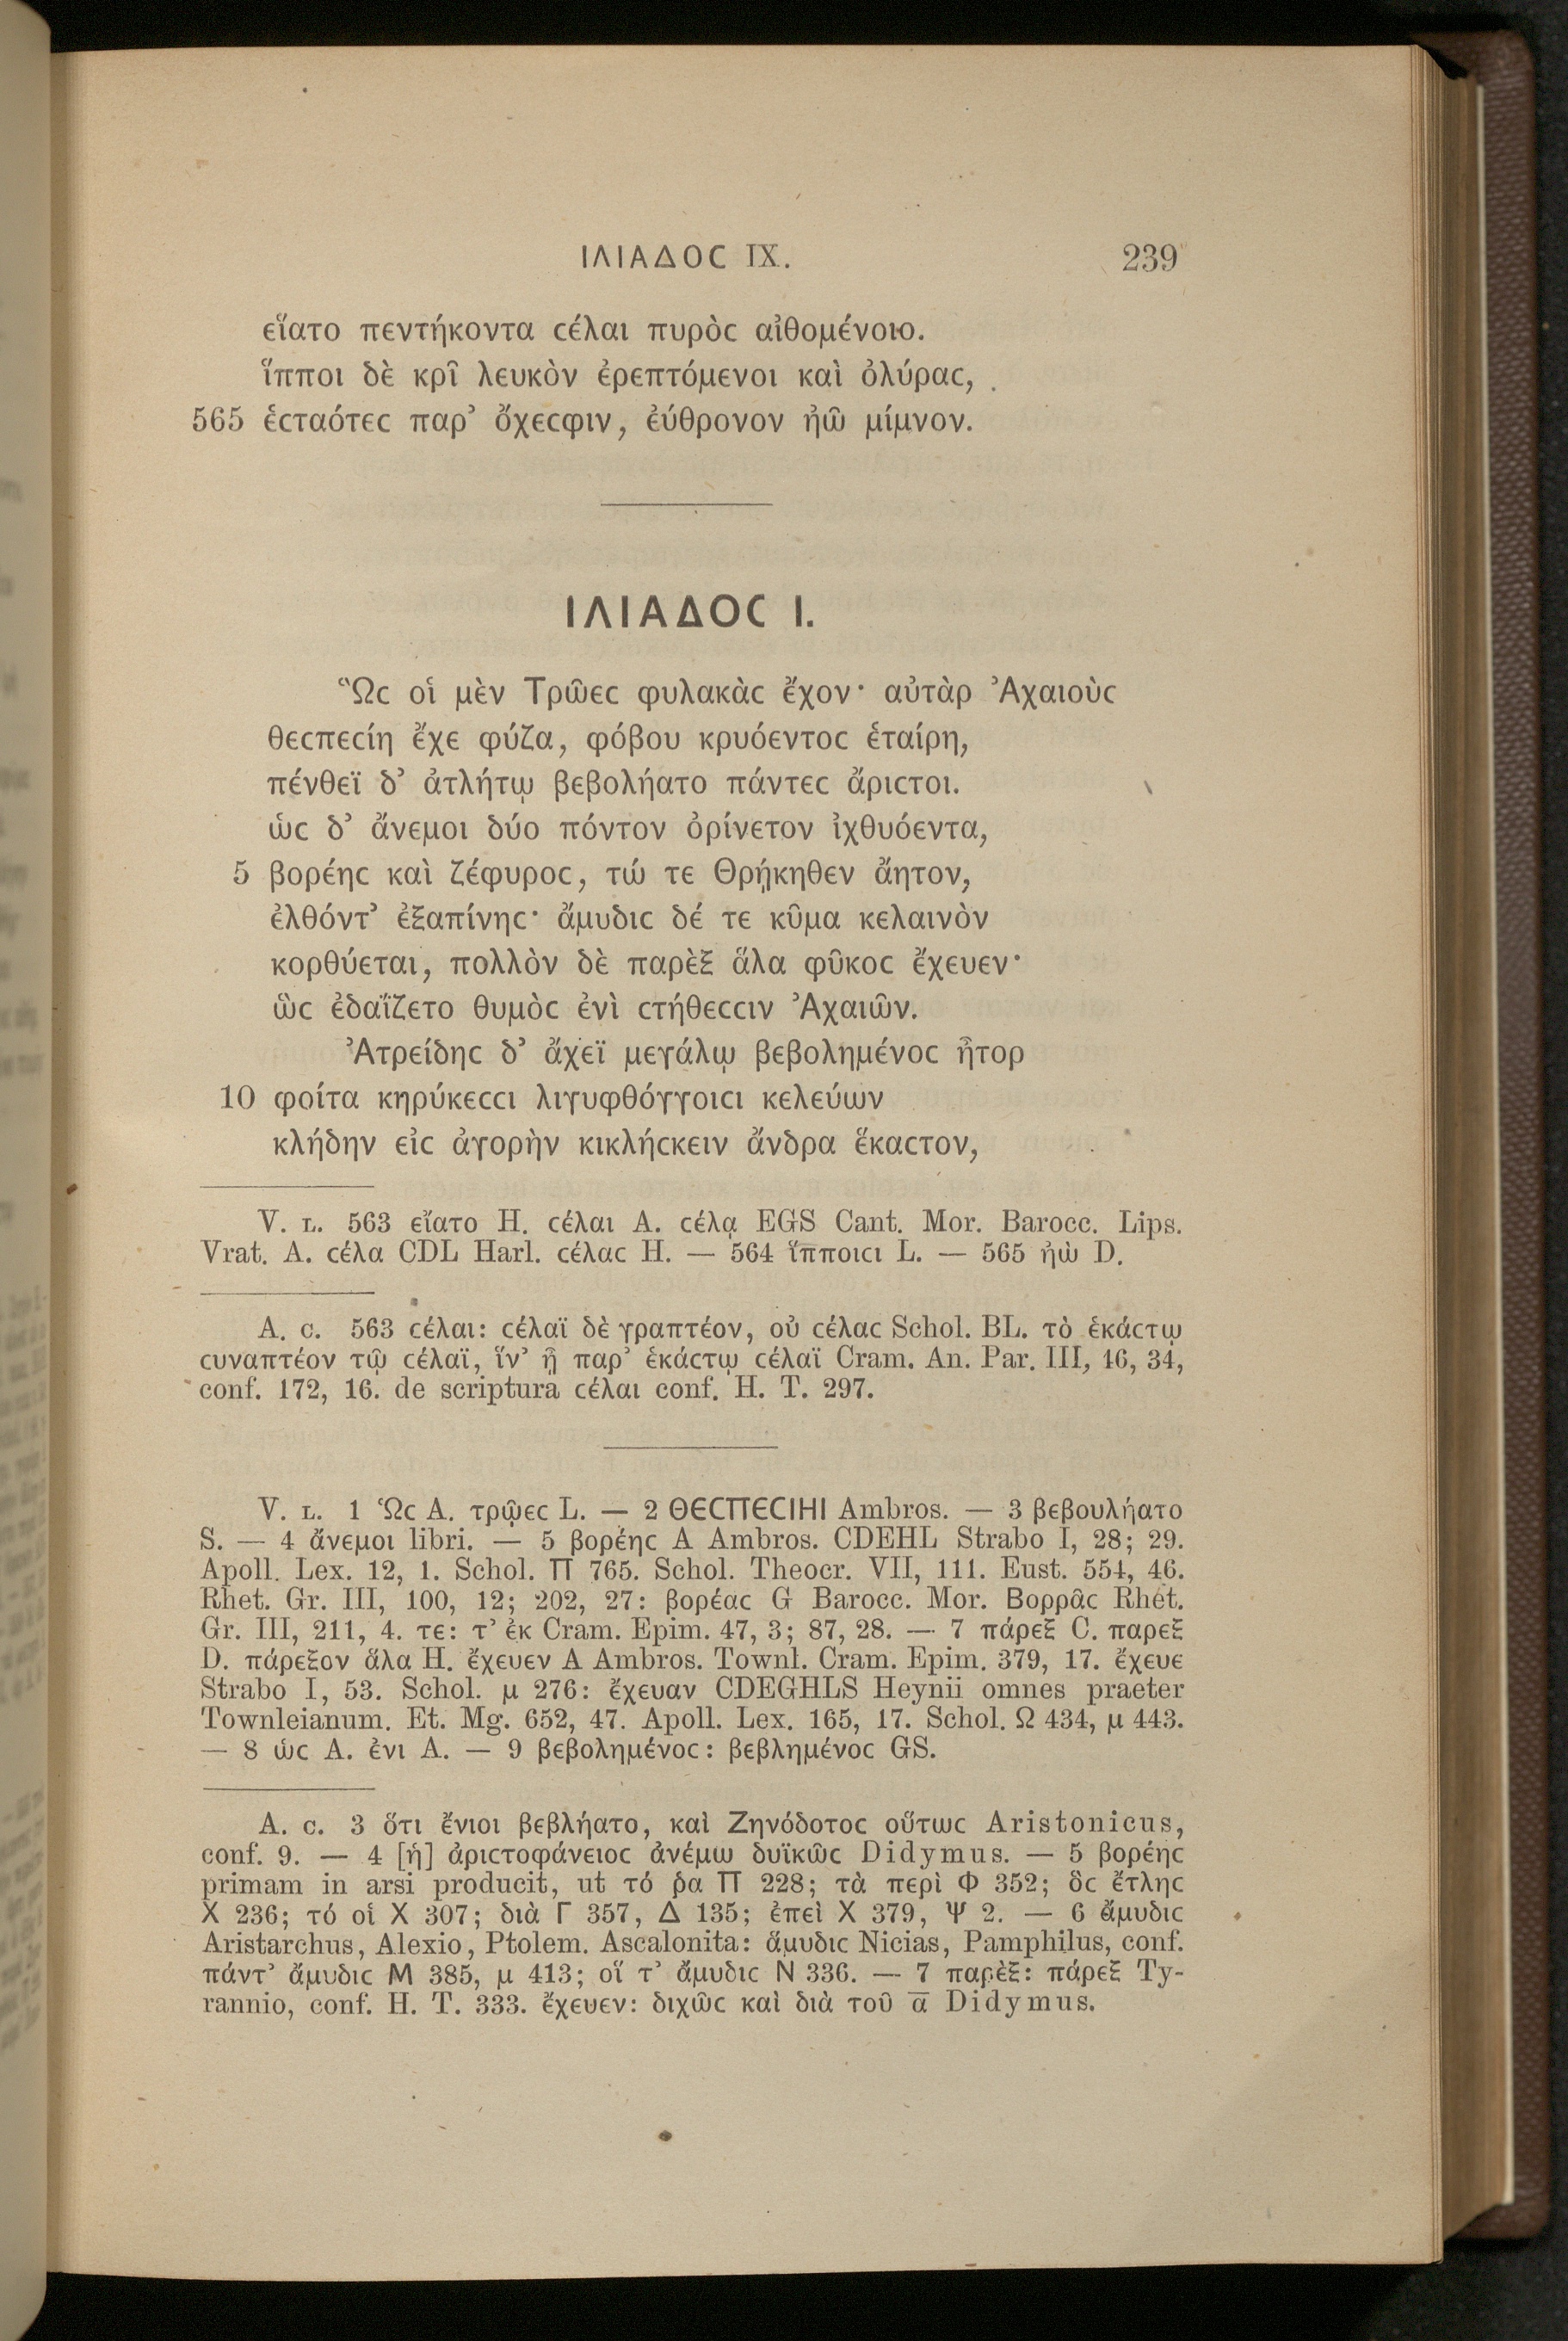 ΙΛΙΑΔΟϹ IX. 239
εἵατο πεντήκοντα ϲέλαι πυρὸϲ αἰθομένοιο.
ἵπποι δὲ κρῖ λευκὸν ἐρεπτόμενοι καὶ ὀλύραϲ,
565 ἑϲταότεϲ παρ’ ὄχεϲφιν, ἐύθρονον ἠῶ μίμνον.
ΙΛΙΑΔΟϹ Ι.
Ὣϲ οἱ μὲν Τρῶεϲ φυλακὰϲ ἔχον· αὐτὰρ Ἀχαιοὺϲ
θεϲπεϲίη ἔχε φύζα, φόβου κρυόεντοϲ ἑταίρη,
πένθεϊ δ’ ἀτλήτῳ βεβολήατο πάντεϲ ἄριϲτοι.
ὡϲ δ’ ἄνεμοι δύο πόντον ὀρίνετον ἰχθυόεντα,
5 βορέηϲ καὶ ζέφυροϲ, τώ τε Θρῄκηθεν ἄητον,
ἐλθόντ’ ἐξαπίνηϲ· ἄμυδιϲ δέ τε κῦμα κελαινὸν
κορθύεται, πολλὸν δὲ παρὲξ ἅλα φῦκοϲ ἔχευεν·
ὣϲ ἐδαΐζετο θυμὸϲ ἐνὶ ϲτήθεϲϲιν Ἀχαιῶν.
Ἀτρείδηϲ δ’ ἄχεϊ μεγάλῳ βεβολημένοϲ ἦτορ
10 φοίτα κηρύκεϲϲι λιγυφθόγγοιϲι κελεύων
κλήδην εἰϲ ἀγορὴν κικλήϲκειν ἄνδρα ἕκαϲτον,
V. L. 563 εἴατο H. ϲέλαι A. ϲέλᾳ EGS Cant. Mor. Barocc. Lips.
Vrat. A. ϲέλα CDL Harl. ϲέλαϲ H. — 564 ἵπποιϲι L. — 565 ἠὼ D.
A. C. 563 ϲέλαι: ϲέλαϊ δὲ γραπτέον, οὐ ϲέλαϲ Schol. BL. τὸ ἑκάϲτῳ
ϲυναπτέον τῷ ϲέλαϊ, ἵν’ ᾖ παρ’ ἑκάϲτῳ ϲέλαϊ Cram. An. Par. III, 16, 34,
conf. 172, 16. de scriptura ϲέλαι conf. H. T. 297.
V. L. 1 Ὡϲ A. τρῷεϲ L. — 2 ΘΕϹΠΕϹΙΗΙ Ambros. — 3 βεβουλήατο
S. — 4 ἄνεμοι libri. — 5 βορέηϲ A Ambros. CDEHL Strabo I, 28; 29.
Apoll. Lex. 12, 1. Schol. Π 765. Schol. Theocr. VII, 111. Eust. 554, 46.
Rhet. Gr. III, 100, 12; 202, 27: βορέαϲ G Barocc. Mor. Βορρᾶϲ Rhet.
Gr. III, 211, 4. τε: τ’ ἐκ Cram. Epim. 47, 3; 87, 28. — 7 πάρεξ C. παρεξ
D. πάρεξον ἅλα H. ἔχευεν A Ambros. Townl. Cram. Epim. 379, 17. ἔχευε
Strabo I, 53. Schol. μ 276: ἔχευαν CDEGHLS Heynii omnes praeter
Townleianum. Et. Mg. 652, 47. Apoll. Lex. 165, 17. Schol. Ω 434, μ 443.
— 8 ὡϲ A. ἐνι A. — 9 βεβολημένοϲ: βεβλημένοϲ GS.
A. C. 3 ὅτι ἔνιοι βεβλήατο, καὶ Ζηνόδοτοϲ οὕτωϲ Aristonicus,
conf. 9. — 4 [ἡ] ἀριϲτοφάνειοϲ ἀνέμω δυϊκῶϲ Didymus. — 5 βορέηϲ
primam in arsi producit, ut τό ῥα Π 228; τὰ περὶ Φ 352; ὃϲ ἔτληϲ
Χ 236; τό οἱ Χ 307; διὰ Γ 357, Δ 135; ἐπεὶ Χ 379, Ψ 2. — 6 ἄμυδιϲ
Aristarchus, Alexio, Ptolem. Ascalonita: ἅμυδιϲ Nicias, Pamphilus, conf.
πάντ’ ἄμυδιϲ Μ 385, μ 413; οἵ τ’ ἄμυδιϲ Ν 336. — 7 παρὲξ: πάρεξ Ty-
rannio, conf. H. T. 333. ἔχευεν: διχῶϲ καὶ διὰ τοῦ α̅ Didymus.